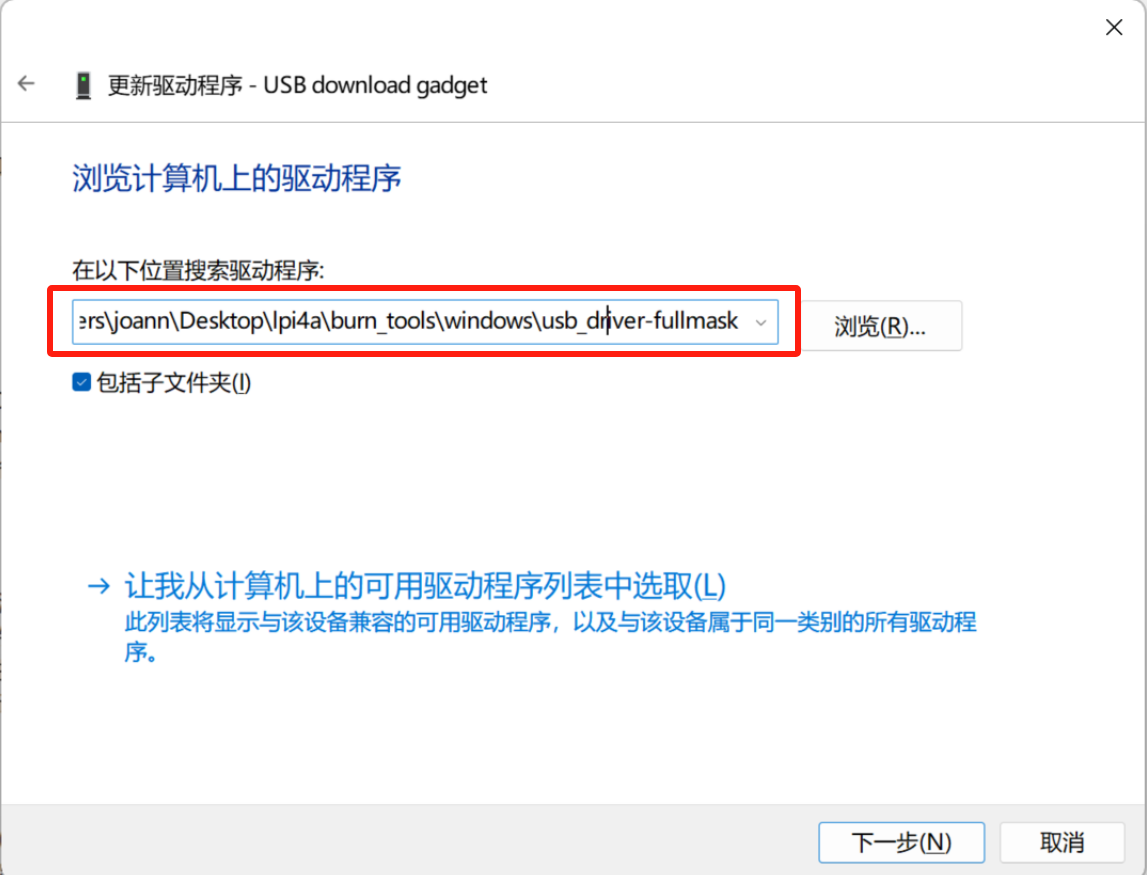 更新驱动程序 - USB download gadget
浏览计算机上的驱动程序
在以下位置搜索驱动程序:
ers\joann\Desktop\lpi4a\burn_tools\windows\usb_driver-fullmask
浏览(R)...
包括子文件夹(I)
让我从计算机上的可用驱动程序列表中选取(L)
此列表将显示与该设备兼容的可用驱动程序，以及与该设备属于同一类别的所有驱动程
序。
下一步(N)
取消